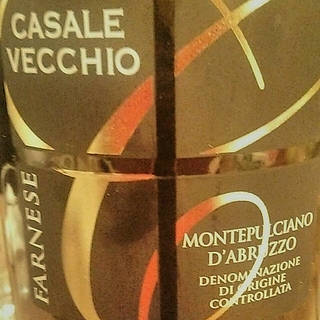 CASALE
VECCHIO
FARNESE
MONTEPULCIANO
D'ABRUZZO
DENOMINAZIONE
DI ORIGINE
CONTROLLATA